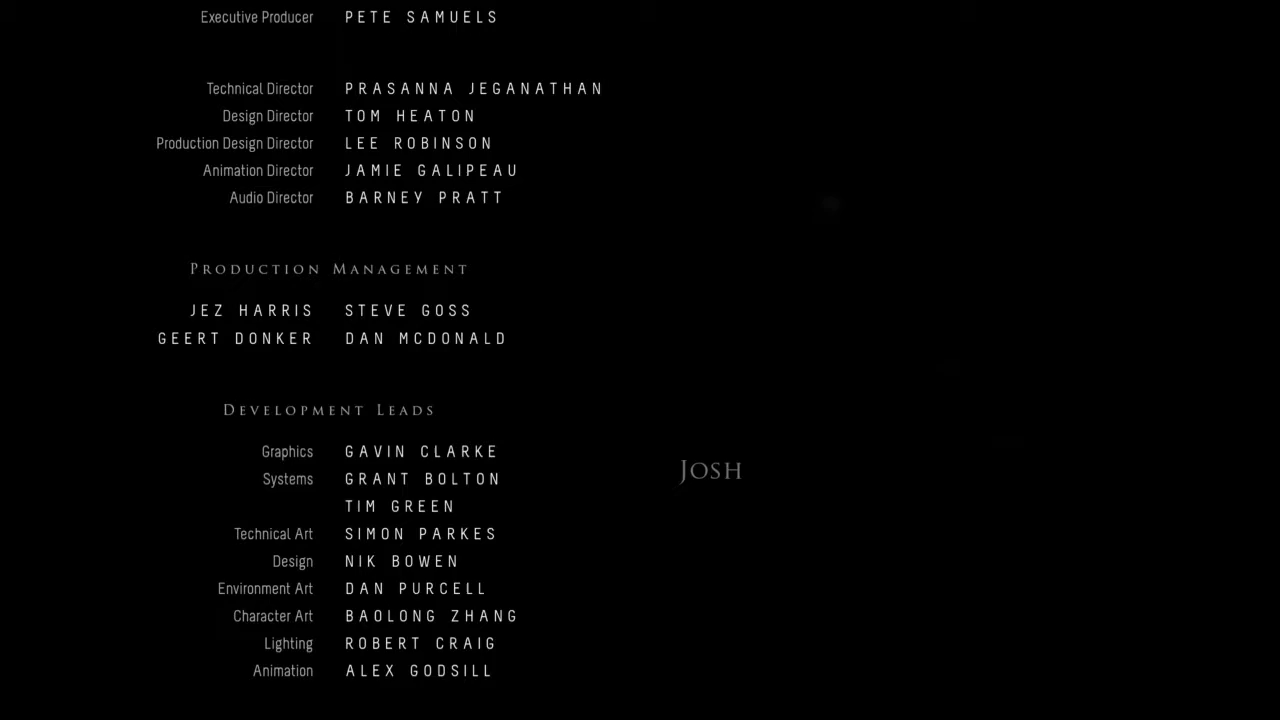 Executive Producer PETE SAMUELS
Technical Director PRASANNA JEGANATHAN
Design Director TOM HEATON
Production Design Director LEE ROBINSON
Animation Director JAMIE GALIPEAU
Audio Director BARNEY PRATT
PRODUCTION MANAGEMENT
JEZ HARRIS STEVE GOSS
GEERT DONKER DAN MCDONALD
DEVELOPMENT LEADS
Graphics GAVIN CLARKE
Systems GRANT BOLTON
TIM GREEN
Technical Art SIMON PARKES
Design NIK BOWEN
Environment Art DAN PURCELL
Character Art BAOLONG ZHANG
Lighting ROBERT CRAIG
Animation ALEX GODSILL
JOSH